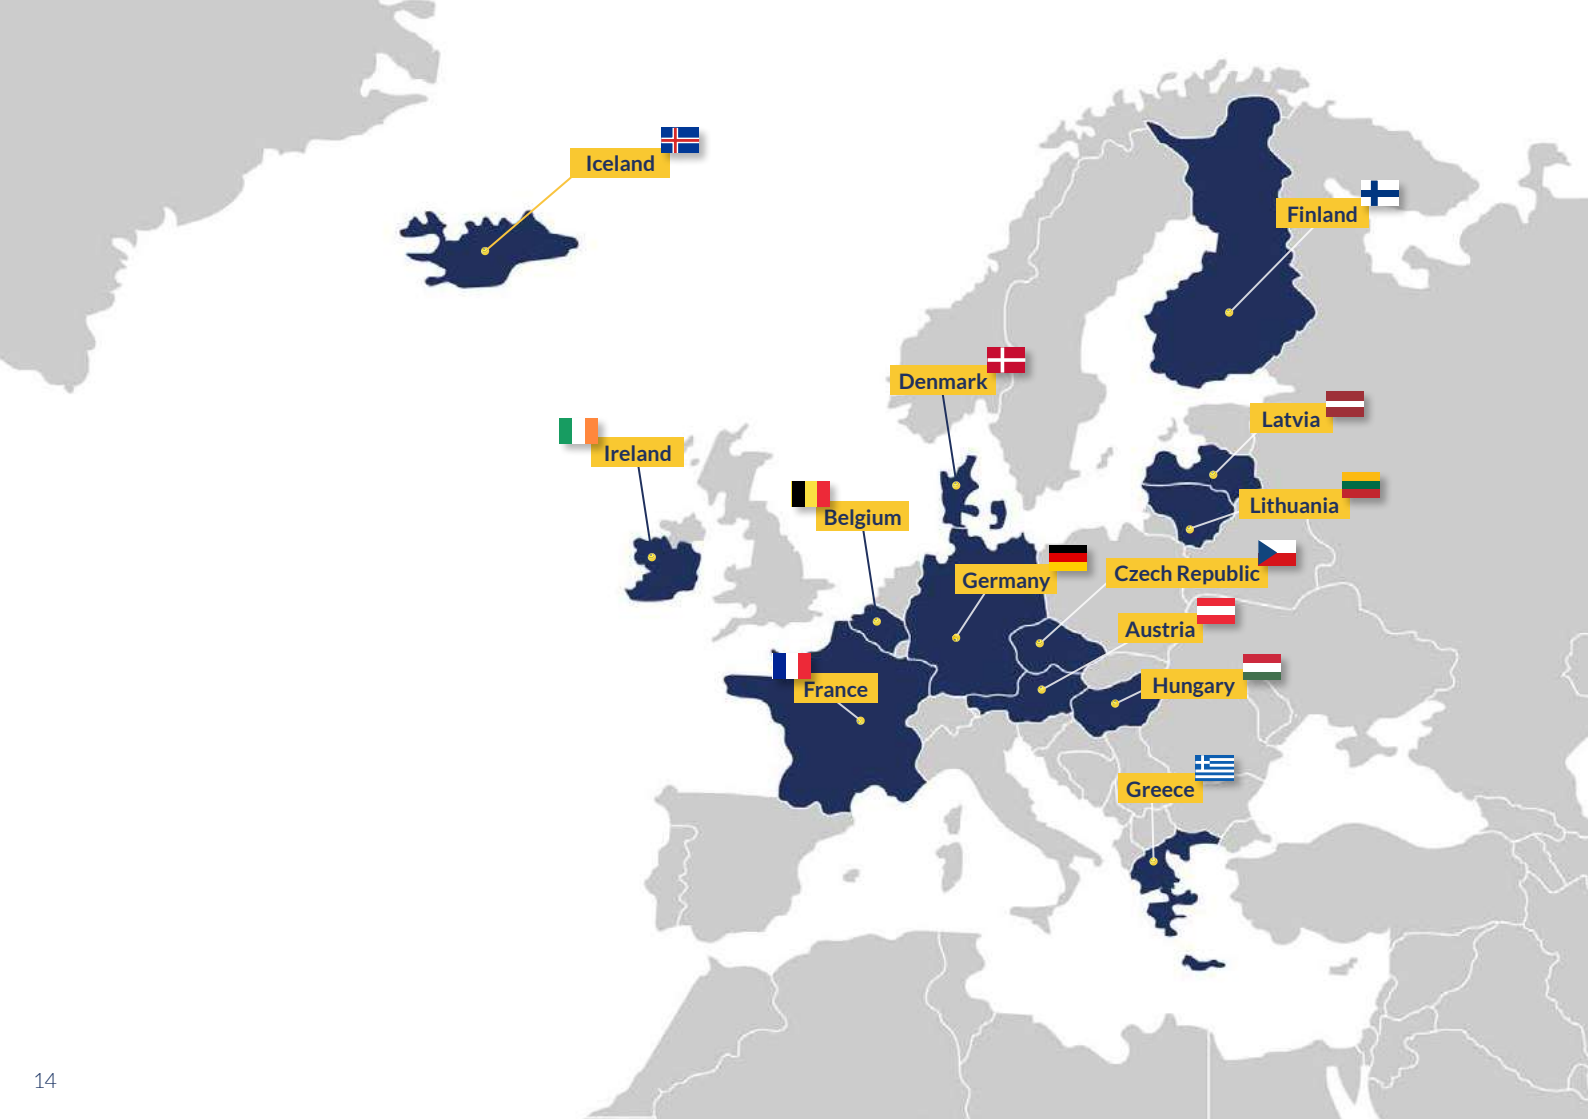 Iceland
Finland
Denmark
Latvia
Ireland
Lithuania
Belgium
Czech Republic
Germany
Austria
Hungary
France
Greece
14